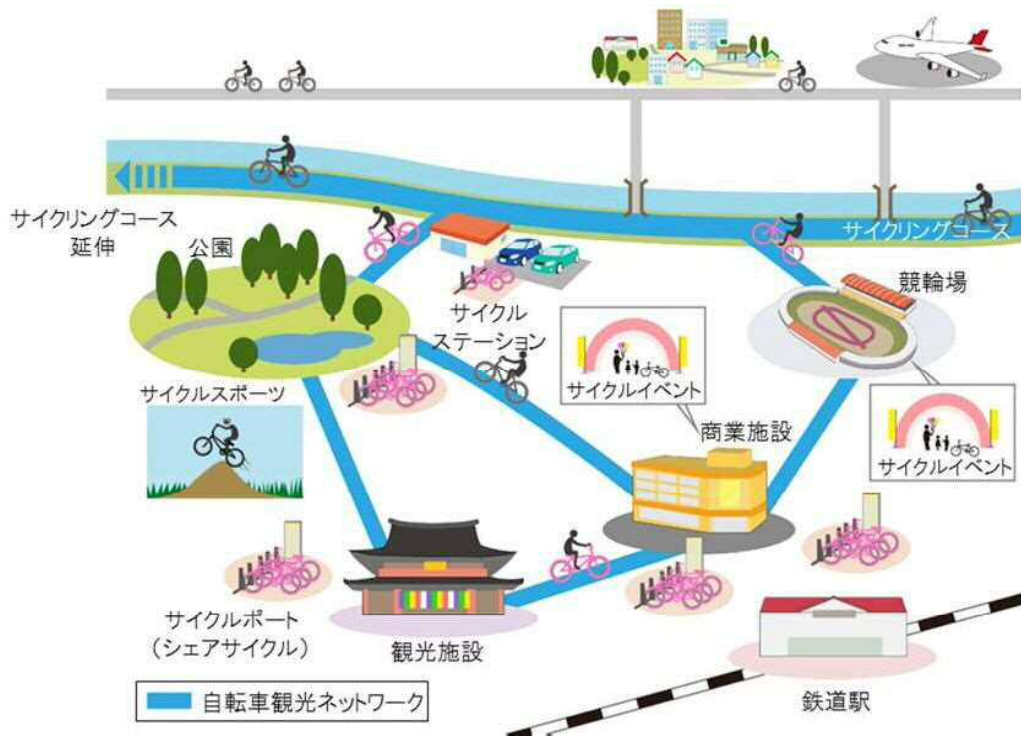 サイクリングコース
延伸
公園
サイクリングコース
競輪場
サイクル
ステーション
サイクルイベント
サイクルスポーツ
商業施設
サイクルイベント
サイクルポート
(シェアサイクル)
観光施設
鉄道駅
自転車観光ネットワーク